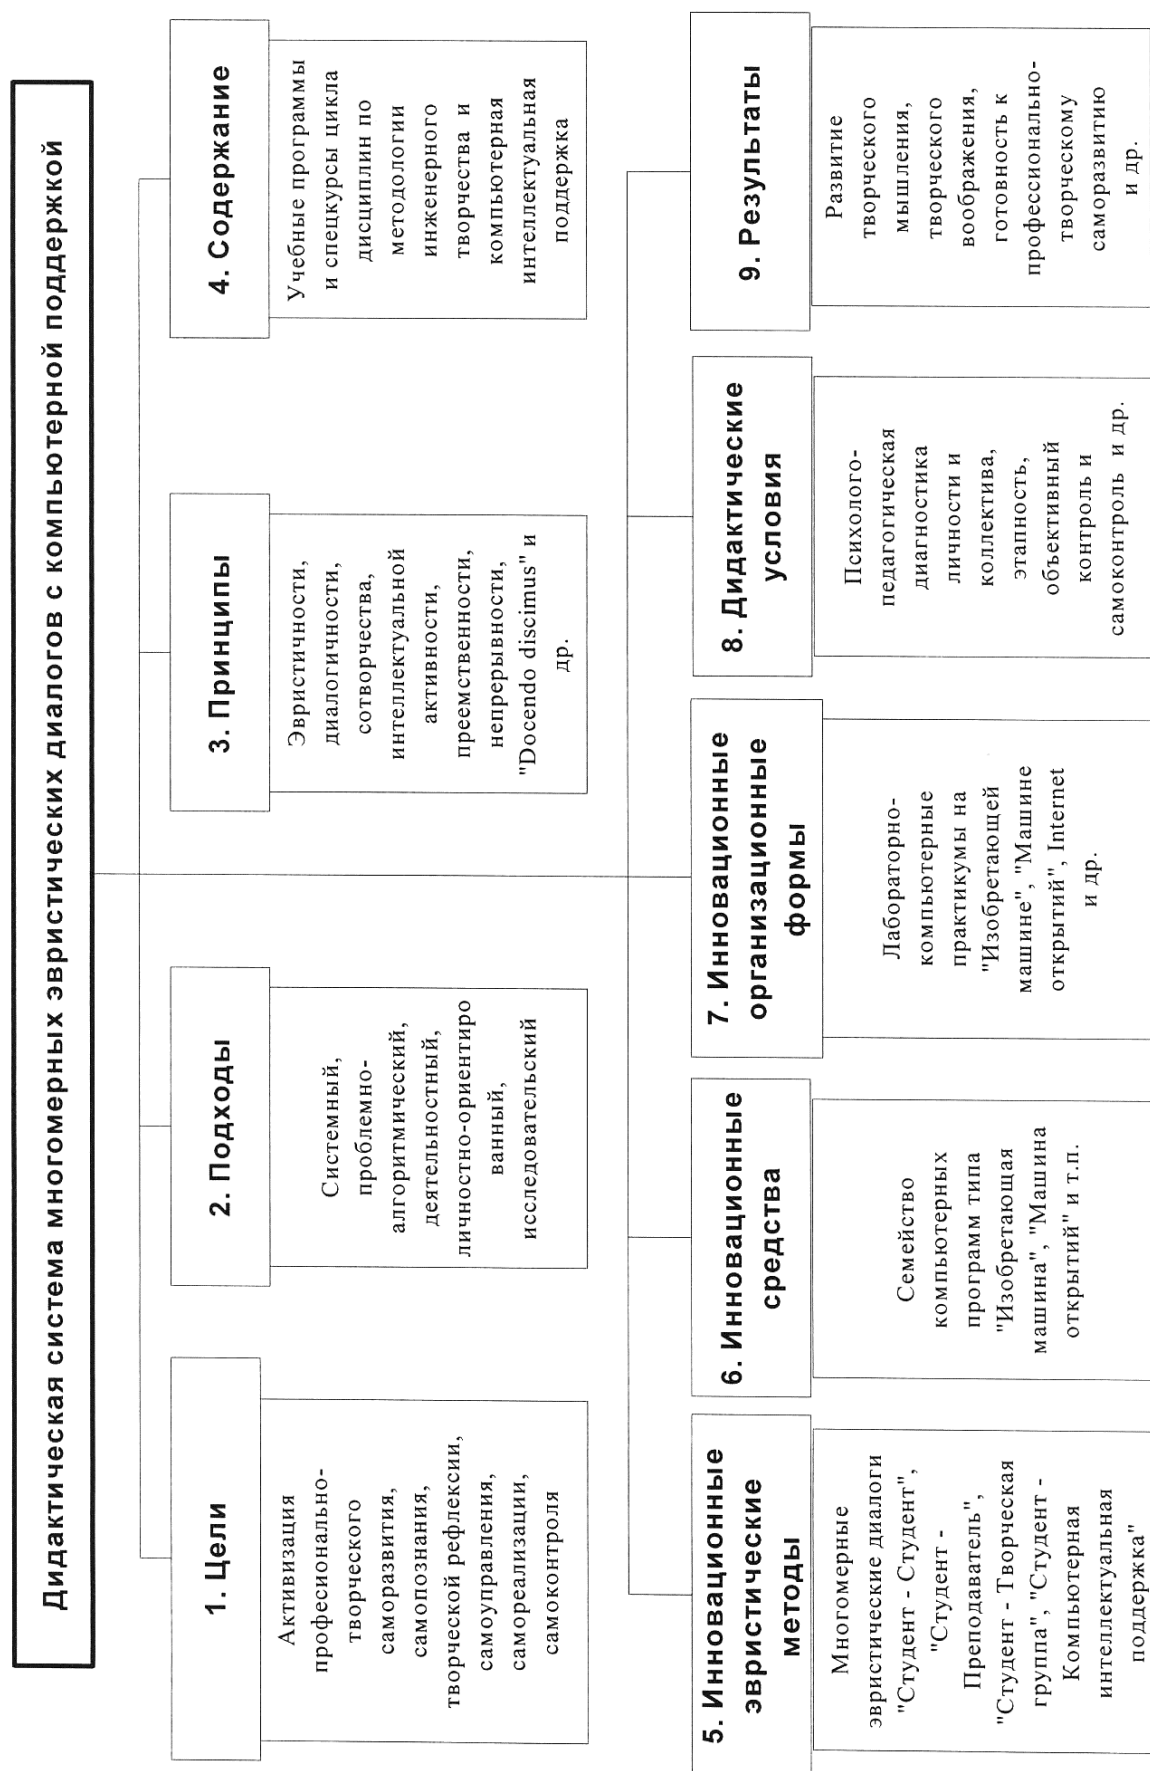 Дидактическая система многомерных эвристических диалогов с компьютерной поддержкой
1. Цели
Активизация
професионально-
творческого
саморазвития,
самопознания,
творческой рефлексии,
самоуправления,
самореализации,
самоконтроля
2. Подходы
Системный,
проблемно-
алгоритмический,
деятельностный,
личностно-ориентиро
ванный,
исследовательский
3. Принципы
Эвристичности,
диалогичности,
сотворчества,
интеллектуальной
активности,
преемственности,
непрерывности,
"Docendo discimus" и
др.
4. Содержание
Учебные программы
и спецкурсы цикла
дисциплин по
методологии
инженерного
творчества и
компьютерная
интеллектуальная
поддержка
5. Инновационные
эвристические
методы
Многомерные
эвристические диалоги
"Студент - Студент",
"Студент -
Преподаватель",
"Студент - Творческая
группа", "Студент -
Компьютерная
интеллектуальная
поддержка"
6. Инновационные
средства
Семейство
компьютерных
программ типа
"Изобретающая
машина", "Машина
открытий" и т.п.
7. Инновационные
организационные
формы
Лабораторно-
компьютерные
практикумы на
"Изобретающей
машине", "Машине
открытий", Internet
и др.
8. Дидактические
условия
Психолого-
педагогическая
диагностика
личности и
коллектива,
этапность,
объективный
контроль и
самоконтроль и др.
9. Результаты
Развитие
творческого
мышления,
творческого
воображения,
готовность к
профессионально-
творческому
саморазвитию
и др.